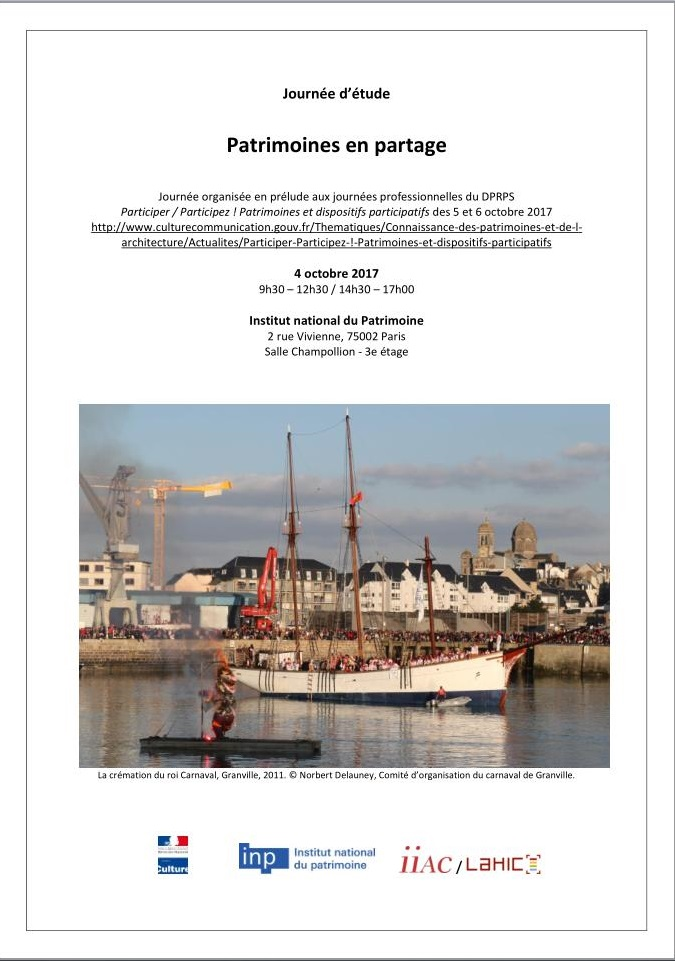 Journée d’étude
Patrimoines en partage
Journée organisée en prélude aux journées professionnelles du DPRPS
Participer / Participez ! Patrimoines et dispositifs participatifs des 5 et 6 octobre 2017
http://www.culturecommunication.gouv.fr/Thematiques/Connaissance-des-patrimoines-et-de-l-
architecture/Actualites/Participer-Participez-!-Patrimoines-et-dispositifs-participatifs
4 octobre 2017
9h30 – 12h30 / 14h30 – 17h00
Institut national du Patrimoine
2 rue Vivienne, 75002 Paris
Salle Champollion - 3e étage
La crémation du roi Carnaval, Granville, 2011. © Norbert Delauney, Comité d’organisation du carnaval de Granville.
Culture
inp Institut national
du patrimoine
iiAC / LAHIC